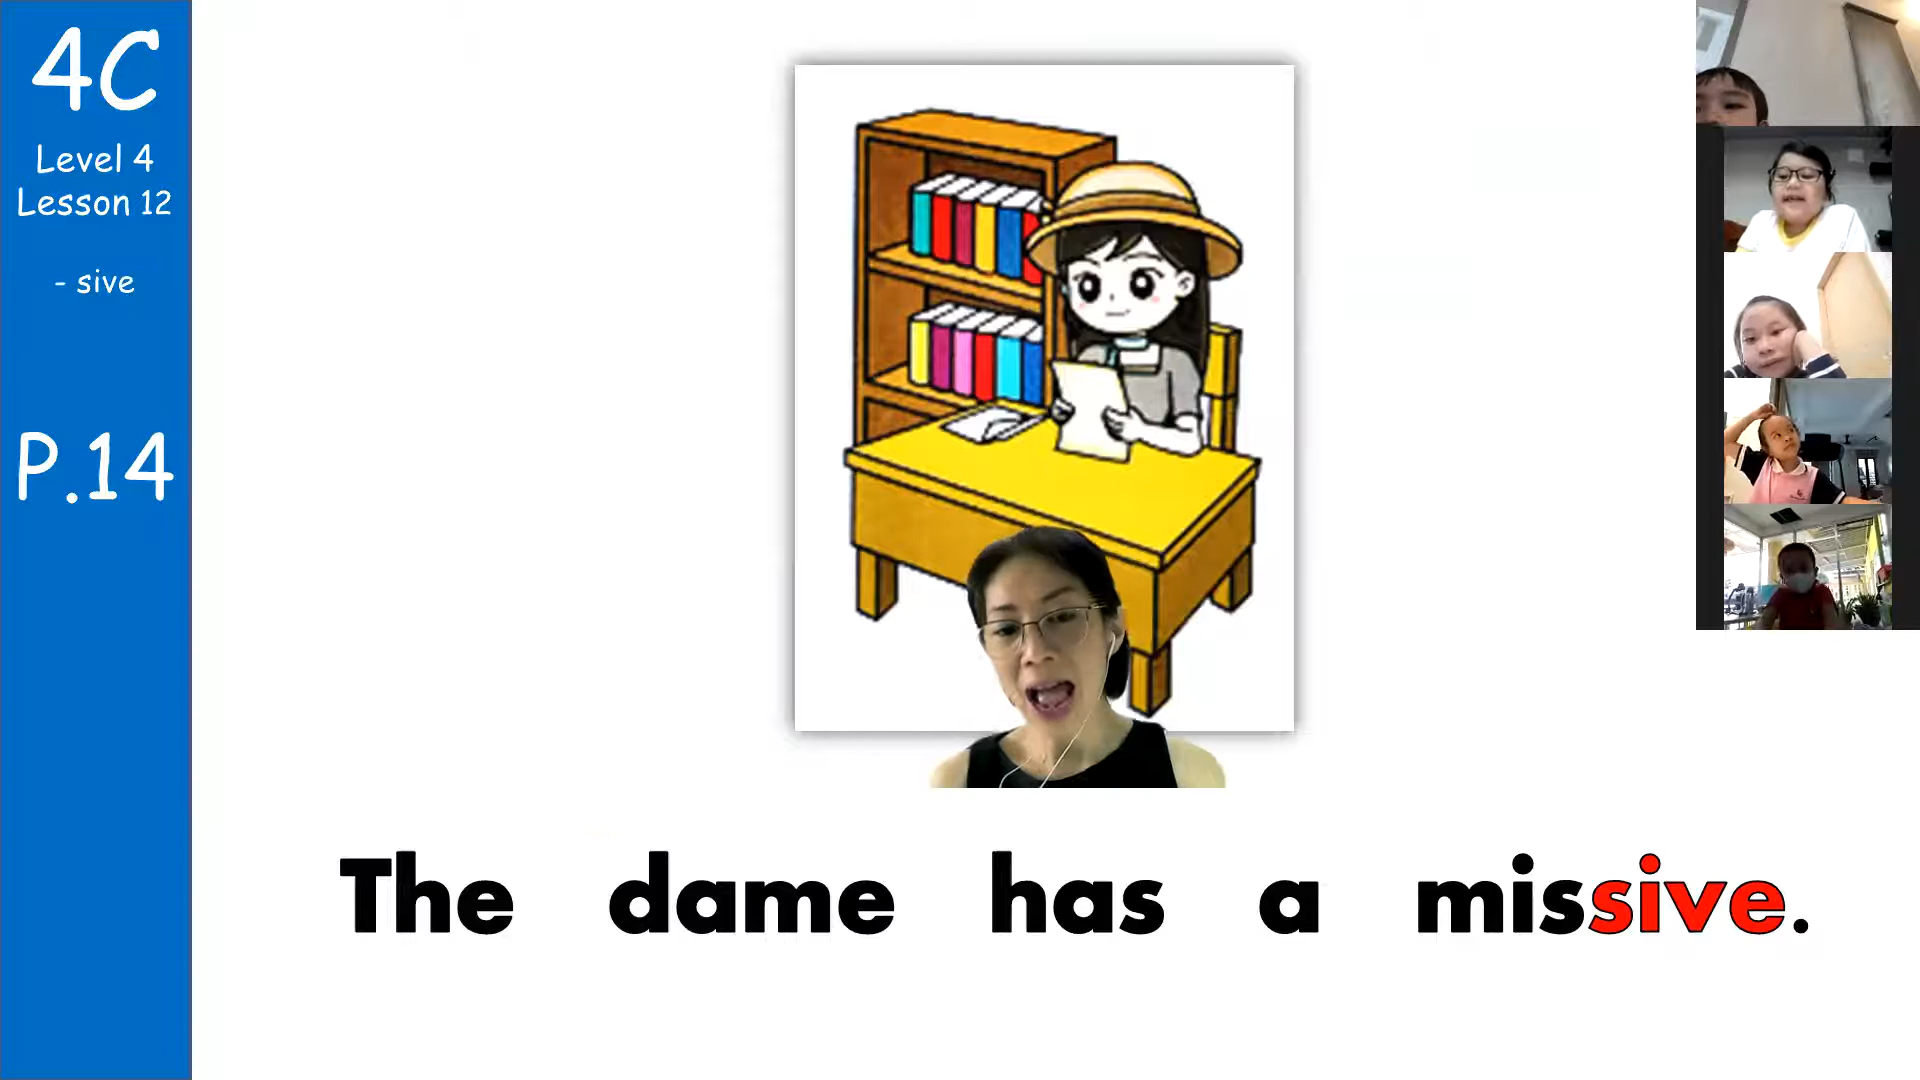 4C
Level 4
Lesson 12
- sive
P.14
The dame has a missive.